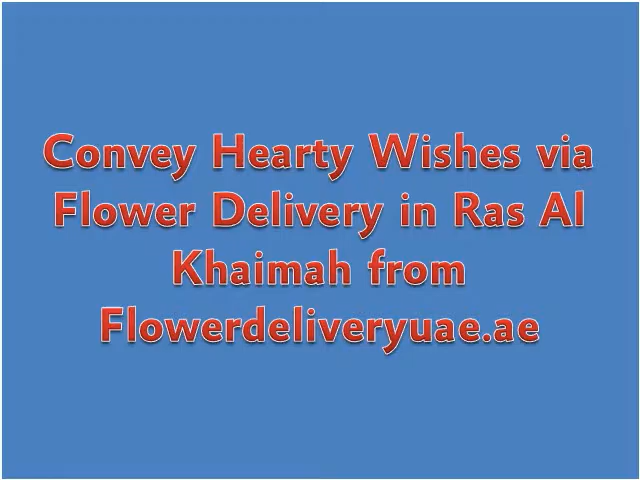 Convey Hearty Wishes via
Flower Delivery in Ras Al
Khaimah from
Flowerdeliveryuae.ae